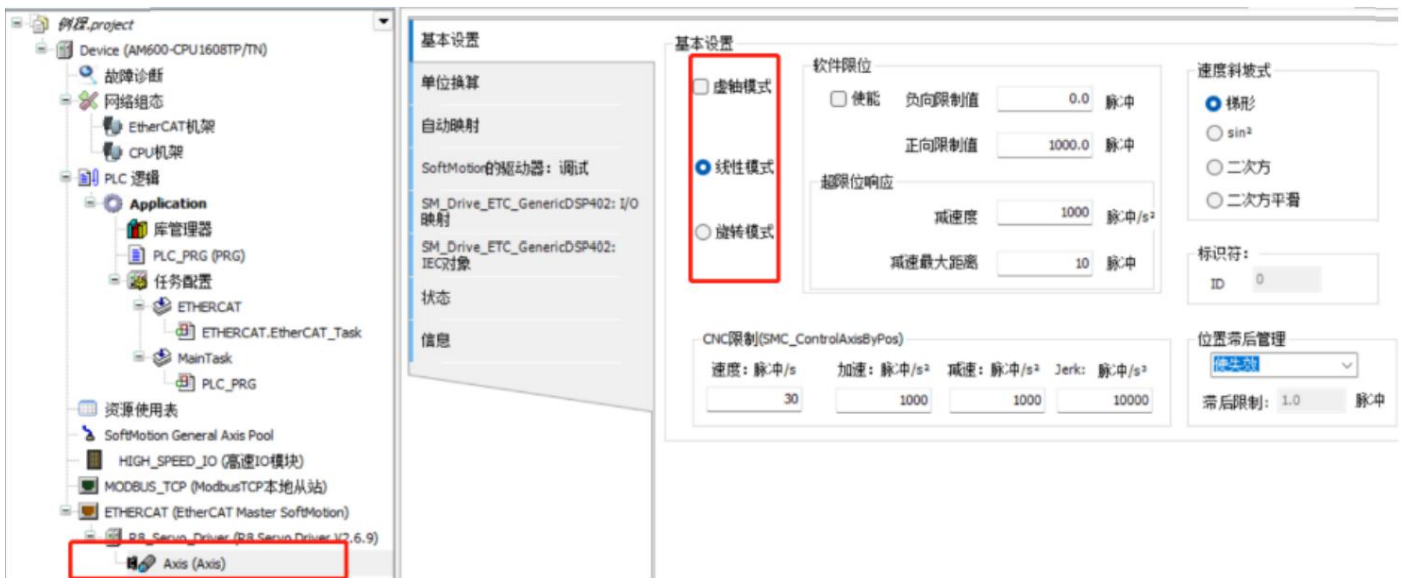 例程.project
Device (AM600-CPU1608TP/TN)
故障诊断
网络组态
EtherCAT机架
CPU机架
PLC 逻辑
Application
库管理器
PLC_PRG (PRG)
任务配置
ETHERCAT
ETHERCAT.EtherCAT_Task
MainTask
PLC_PRG
资源使用表
SoftMotion General Axis Pool
HIGH_SPEED_IO (高速IO模块)
MODBUS_TCP (ModbusTCP本地从站)
ETHERCAT (EtherCAT Master SoftMotion)
R8_Servo_Driver (R8 Servo Driver V2.6.9)
Axis (Axis)
基本设置
单位换算
自动映射
SoftMotion的驱动器：调试
SM_Drive_ETC_GenericDSP402: I/O
映射
SM_Drive_ETC_GenericDSP402:
IEC对象
状态
信息
基本设置
虚轴模式
线性模式
旋转模式
软件限位
使能 负向限制值 0.0 脉冲
正向限制值 1000.0 脉冲
超限位响应
减速度 1000 脉冲/s²
减速最大距离 10 脉冲
速度斜坡式
梯形
sin²
二次方
二次方平滑
标识符：
ID 0
CNC限制(SMC_ControlAxisByPos)
速度：脉冲/s 加速：脉冲/s² 减速：脉冲/s² Jerk: 脉冲/s³
30 1000 1000 10000
位置滞后管理
使失效
滞后限制： 1.0 脉冲